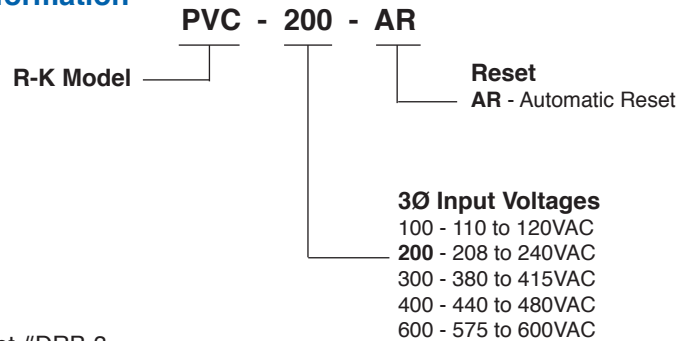 PVC - 200 - AR
R-K Model
Reset
AR - Automatic Reset
3Ø Input Voltages
100 - 110 to 120VAC
200 - 208 to 240VAC
300 - 380 to 415VAC
400 - 440 to 480VAC
600 - 575 to 600VAC